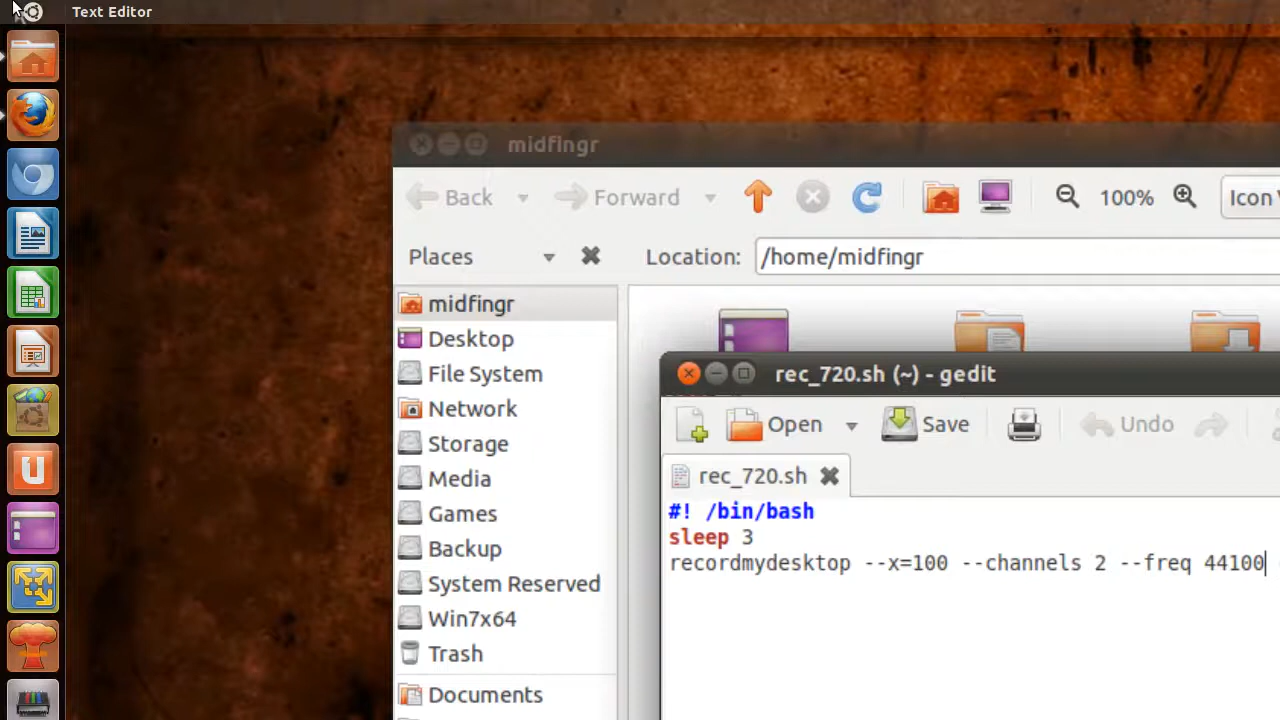 Text Editor
midfingr
Back
Forward
100%
Icon
Places
Location: /home/midfingr
midfingr
Desktop
File System
Network
Storage
Media
Games
Backup
System Reserved
Win7x64
Trash
Documents
rec_720.sh (~) - gedit
Open
Save
Undo
rec_720.sh
#! /bin/bash
sleep 3
recordmydesktop --x=100 --channels 2 --freq 44100